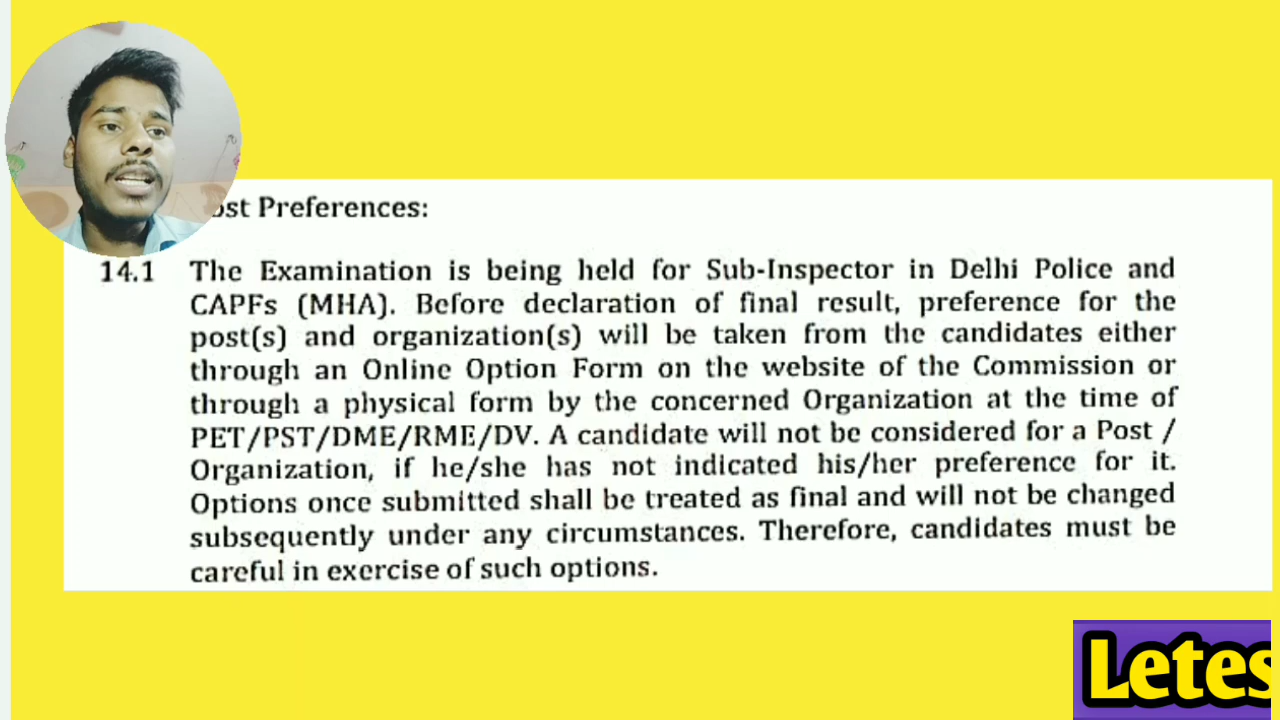 Post Preferences:
14.1 The Examination is being held for Sub-Inspector in Delhi Police and
CAPFs (MHA). Before declaration of final result, preference for the
post(s) and organization(s) will be taken from the candidates either
through an Online Option Form on the website of the Commission or
through a physical form by the concerned Organization at the time of
PET/PST/DME/RME/DV. A candidate will not be considered for a Post /
Organization, if he/she has not indicated his/her preference for it.
Options once submitted shall be treated as final and will not be changed
subsequently under any circumstances. Therefore, candidates must be
careful in exercise of such options.
Letes